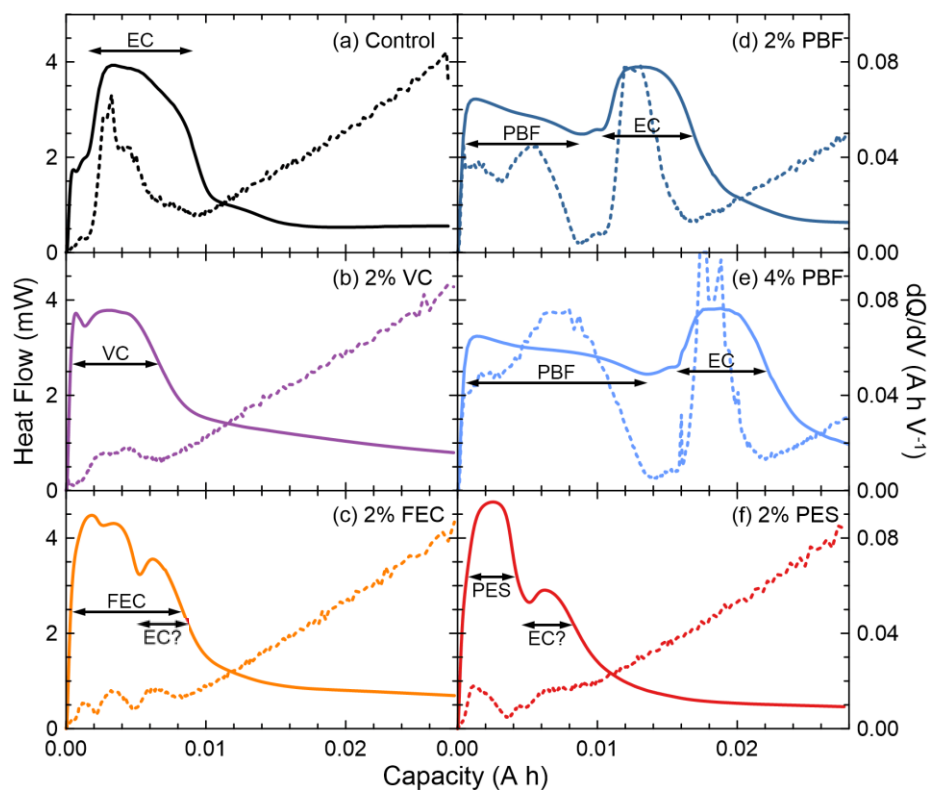 (a) Control
EC
4
2
0
(d) 2% PBF
PBF
EC
0.08
0.04
0.00
(b) 2% VC
VC
4
2
0
(e) 4% PBF
PBF
EC
0.08
0.04
0.00
(c) 2% FEC
FEC
EC?
4
2
(f) 2% PES
PES
EC?
0.08
0.04
0.00
0.00 0.01 0.02 0.0 0.01 0.02
Heat Flow (mW)
dQ/dV (A h V⁻¹)
Capacity (A h)